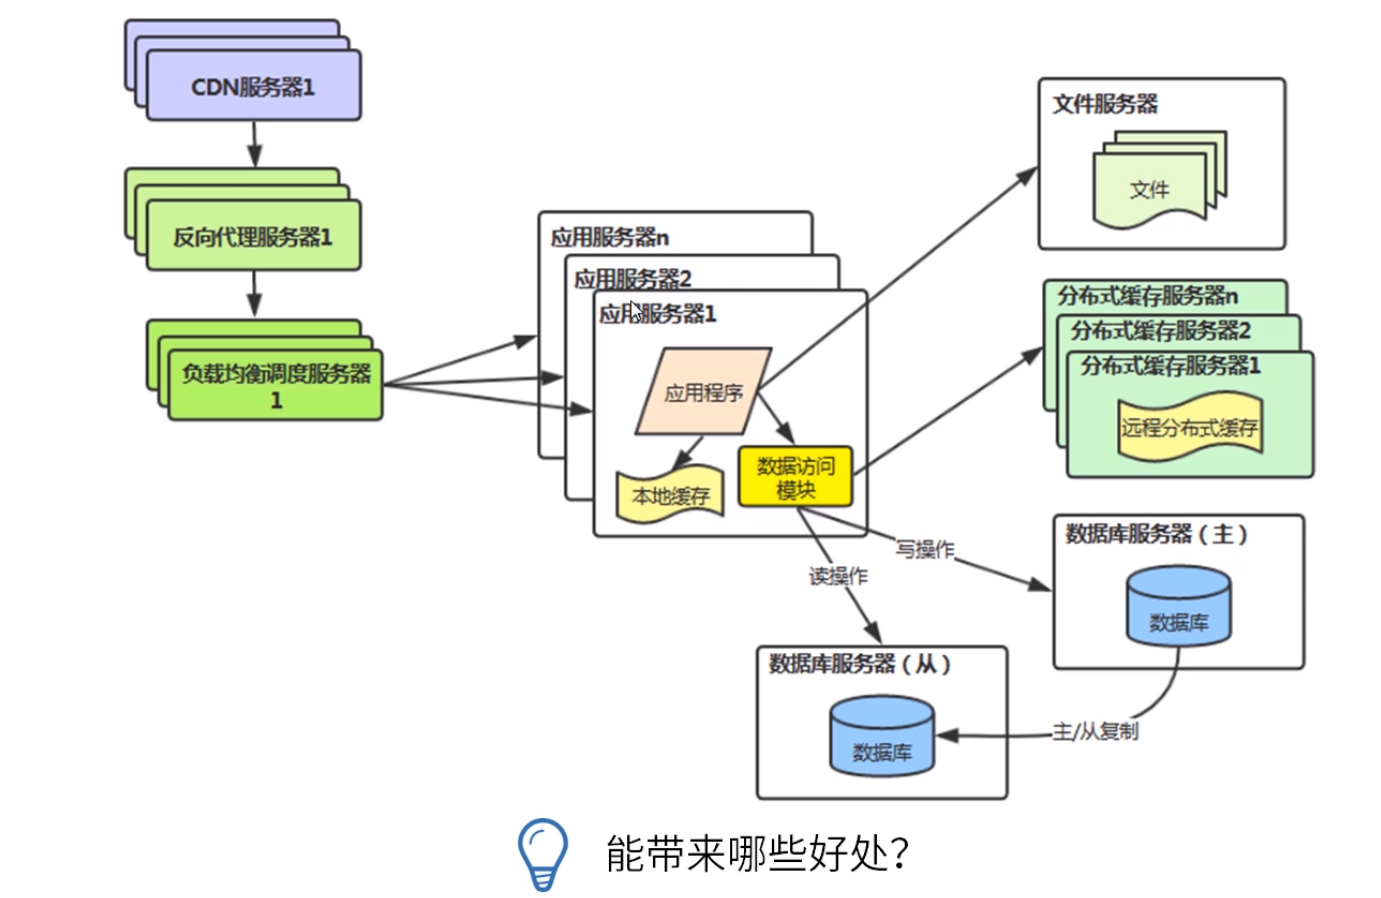 CDN服务器1
反向代理服务器1
负载均衡调度服务器
1
应用服务器n
应用服务器2
应用服务器1
应用程序
本地缓存
数据访问
模块
文件服务器
文件
分布式缓存服务器n
分布式缓存服务器2
分布式缓存服务器1
远程分布式缓存
写操作
读操作
数据库服务器（主）
数据库
数据库服务器（从）
数据库
主/从复制
能带来哪些好处？